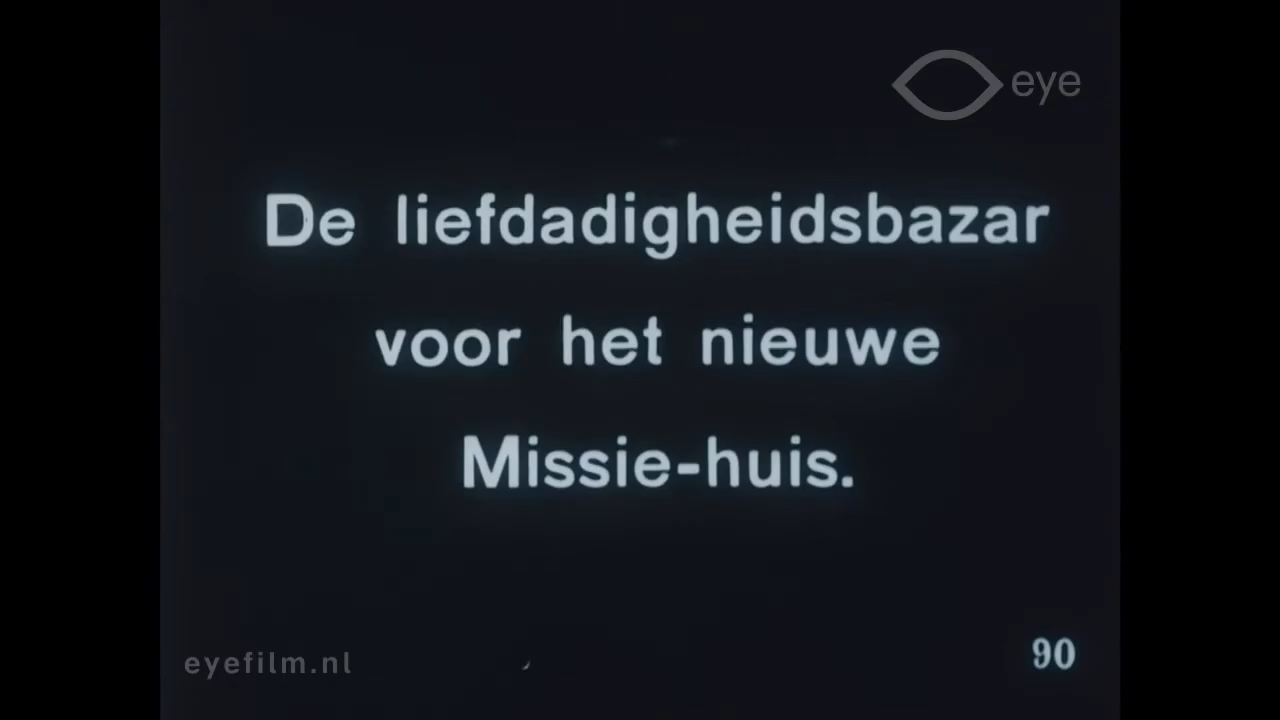 eye
De liefdadigheidsbazar
voor het nieuwe
Missie-huis.
eyefilm.nl
90